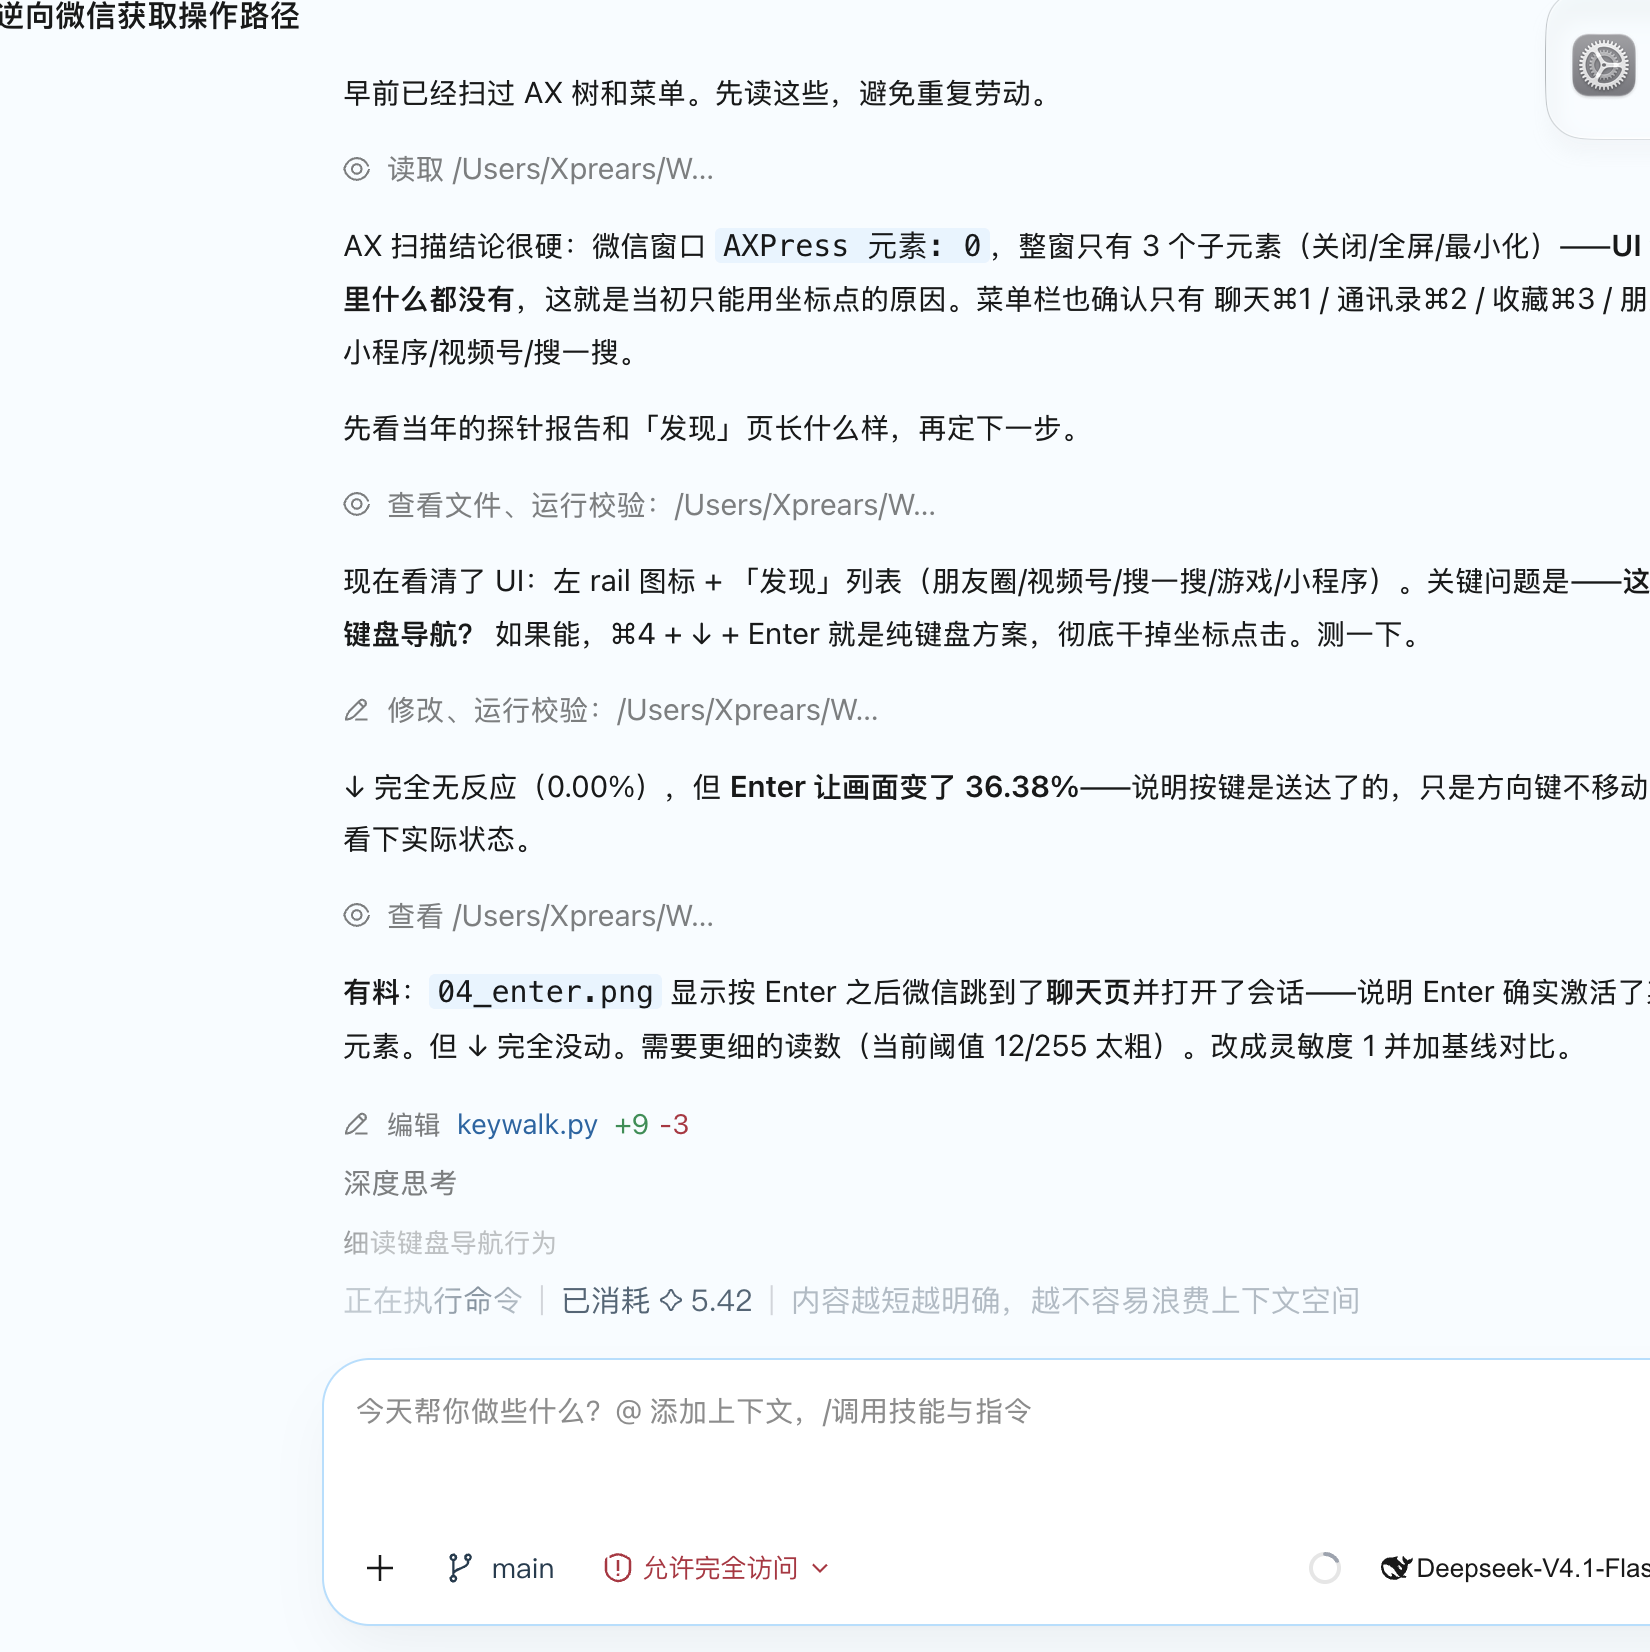 逆向微信获取操作路径
早前已经扫过 AX 树和菜单。先读这些，避免重复劳动。
读取 /Users/Xprears/W...
AX 扫描结论很硬：微信窗口 AXPress 元素: 0，整窗只有 3 个子元素（关闭/全屏/最小化）——UI
里什么都没有，这就是当初只能用坐标点的原因。菜单栏也确认只有 聊天⌘1 / 通讯录⌘2 / 收藏⌘3 / 朋
小程序/视频号/搜一搜。
先看当年的探针报告和「发现」页长什么样，再定下一步。
查看文件、运行校验：/Users/Xprears/W...
现在看清了 UI：左 rail 图标 + 「发现」列表（朋友圈/视频号/搜一搜/游戏/小程序）。关键问题是——这
键盘导航？ 如果能，⌘4 + ↓ + Enter 就是纯键盘方案，彻底干掉坐标点击。测一下。
修改、运行校验：/Users/Xprears/W...
↓ 完全无反应（0.00%），但 Enter 让画面变了 36.38%——说明按键是送达了的，只是方向键不移动
看下实际状态。
查看 /Users/Xprears/W...
有料：04_enter.png 显示按 Enter 之后微信跳到了聊天页并打开了会话——说明 Enter 确实激活了
元素。但 ↓ 完全没动。需要更细的读数（当前阈值 12/255 太粗）。改成灵敏度 1 并加基线对比。
编辑 keywalk.py +9 -3
深度思考
细读键盘导航行为
正在执行命令 | 已消耗 5.42 | 内容越短越明确，越不容易浪费上下文空间
今天帮你做些什么？@ 添加上下文，/调用技能与指令
main 允许完全访问 Deepseek-V4.1-Flas